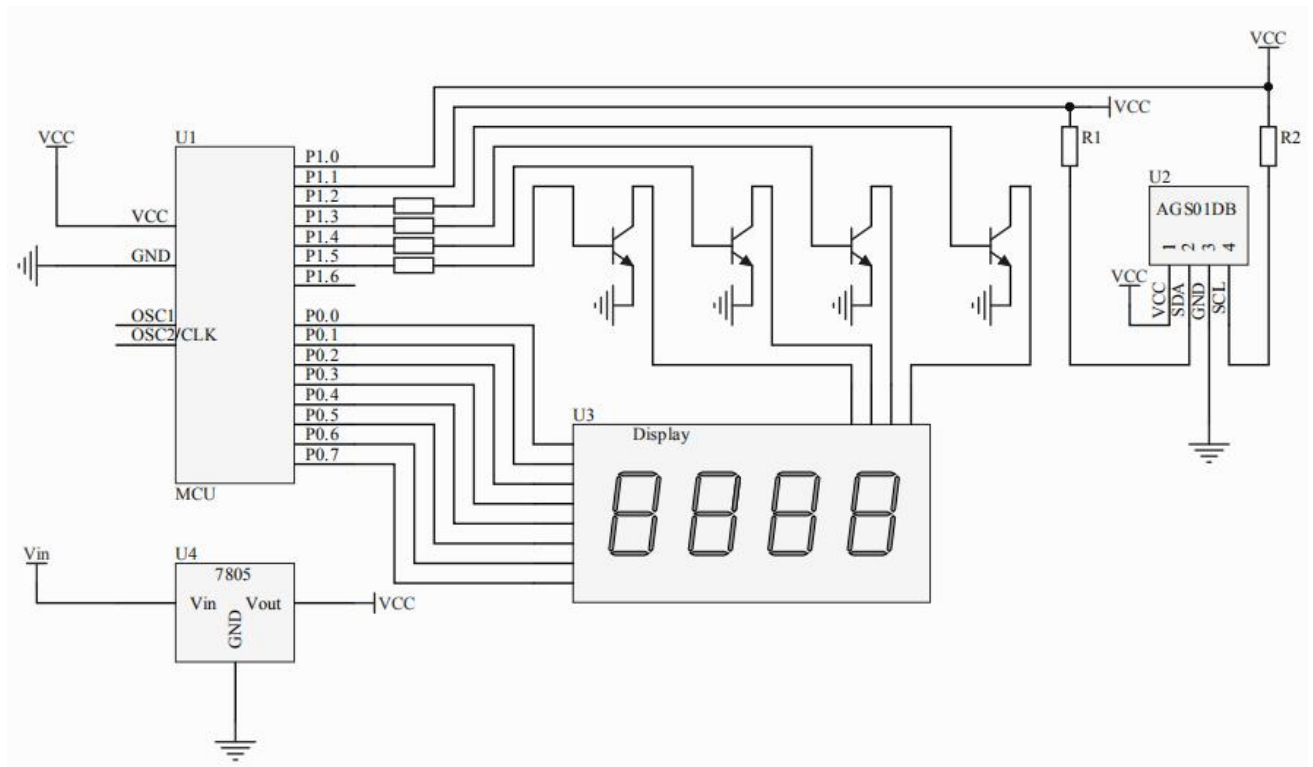 VCC
VCC
R1
R2
VCC
U1
P1.0
P1.1
P1.2
P1.3
P1.4
P1.5
P1.6
VCC
GND
OSC1
OSC2/CLK
P0.0
P0.1
P0.2
P0.3
P0.4
P0.5
P0.6
P0.7
MCU
U2
AGS01DB
1
2
3
4
VCC
VCC
SDA
GND
SCL
U3
Display
8888
Vin
U4
7805
Vin
Vout
GND
VCC